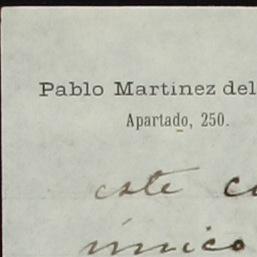 Pablo Martinez del
Apartado, 250.
este
único